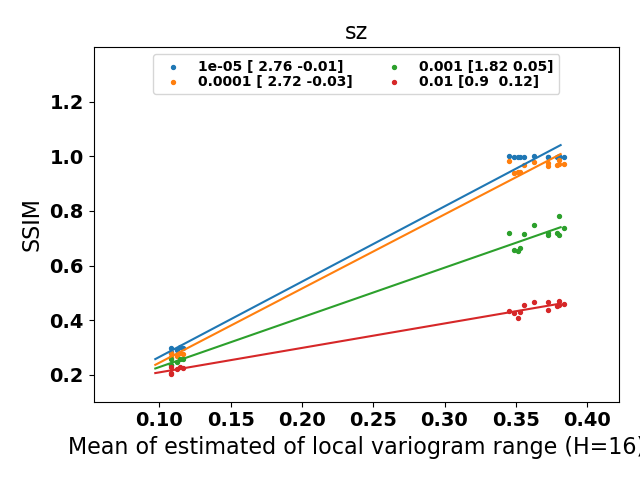 sz
1e-05 [ 2.76 -0.01]
0.0001 [ 2.72 -0.03]
0.001 [1.82 0.05]
0.01 [0.9  0.12]
SSIM
1.2
1.0
0.8
0.6
0.4
0.2
0.10 0.15 0.20 0.25 0.30 0.35 0.40
Mean of estimated of local variogram range (H=16)